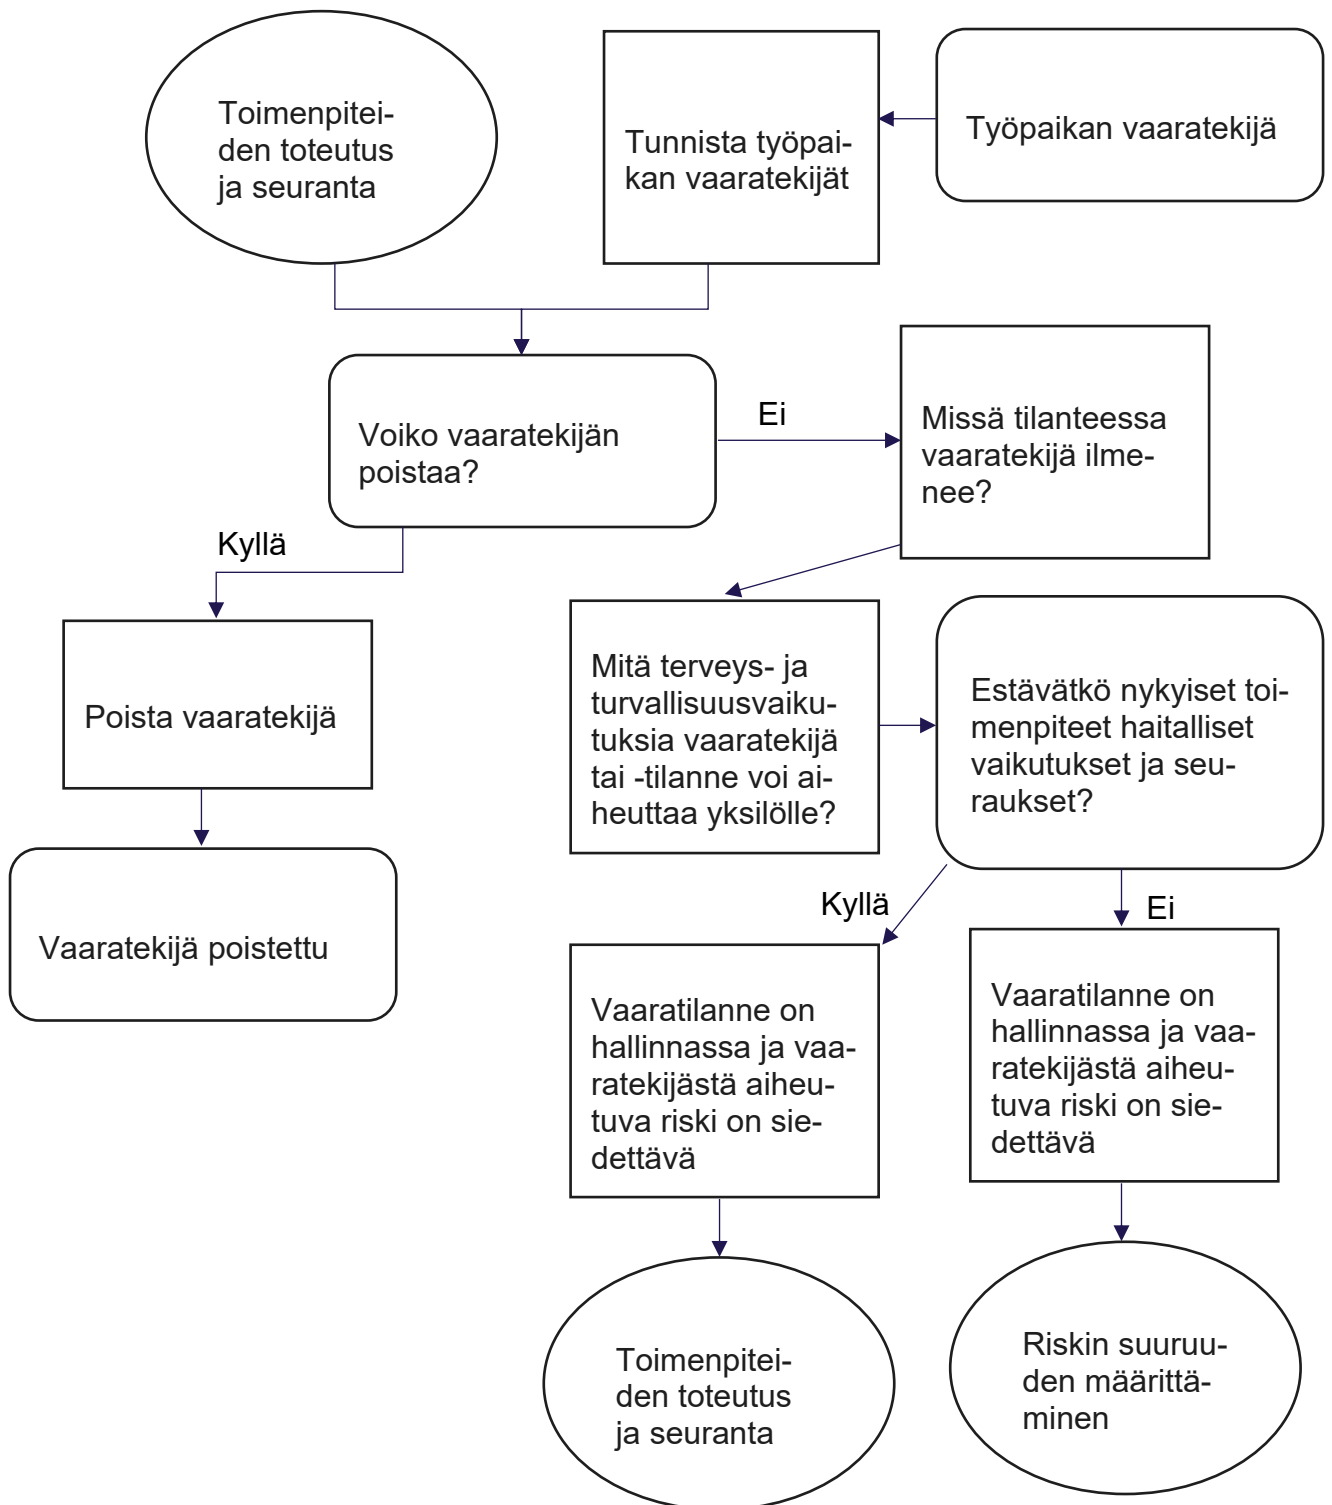 Toimenpitei-
den toteutus
ja seuranta
Tunnista työpai-
kan vaaratekijät
Työpaikan vaaratekijä
Voiko vaaratekijän
poistaa?
Ei
Missä tilanteessa
vaaratekijä ilme-
nee?
Kyllä
Poista vaaratekijä
Mitä terveys- ja
turvallisuusvaiku-
tuksia vaaratekijä
tai -tilanne voi ai-
heuttaa yksilölle?
Estävätkö nykyiset toi-
menpiteet haitalliset
vaikutukset ja seu-
raukset?
Vaaratekijä poistettu
Kyllä
Ei
Vaaratilanne on
hallinnassa ja vaa-
ratekijästä aiheu-
tuva riski on sie-
dettävä
Vaaratilanne on
hallinnassa ja vaa-
ratekijästä aiheu-
tuva riski on sie-
dettävä
Toimenpitei-
den toteutus
ja seuranta
Riskin suuruu-
den määrittä-
minen